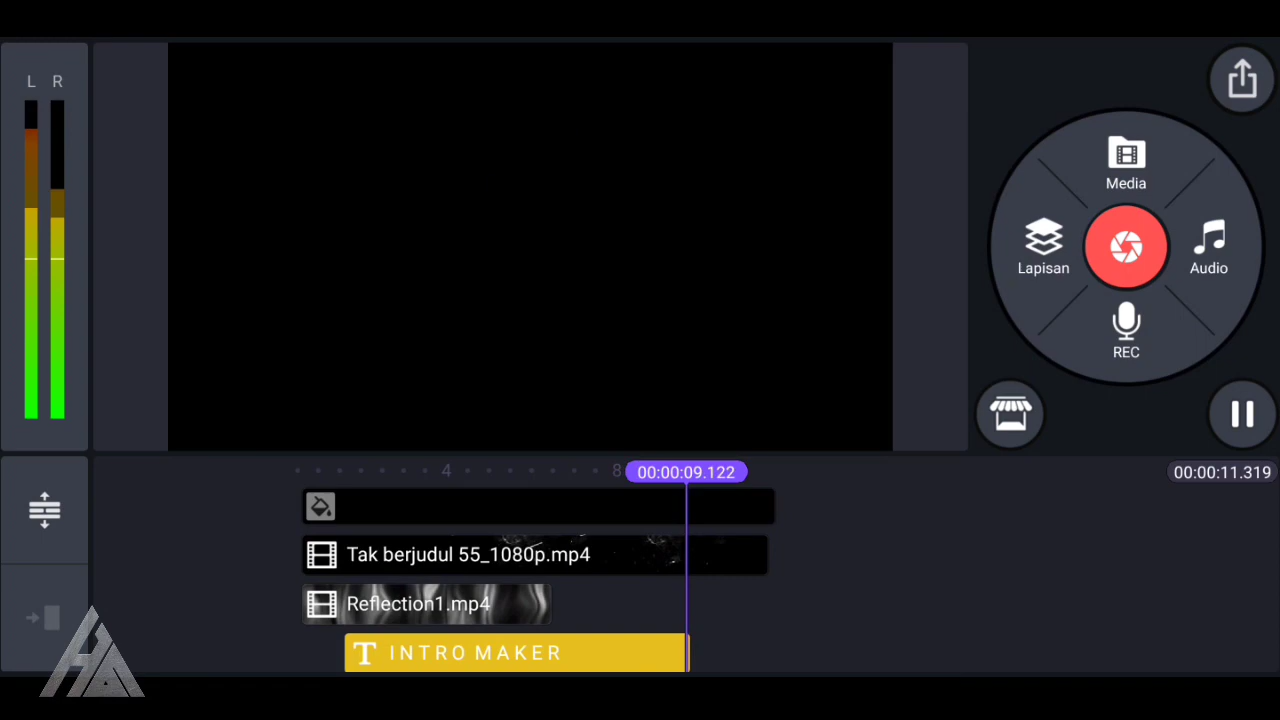 L R
Media
Lapisan
Audio
REC
4
8
00:00:09.122
00:00:11.319
Tak berjudul 55_1080p.mp4
Reflection1.mp4
T INTRO MAKER